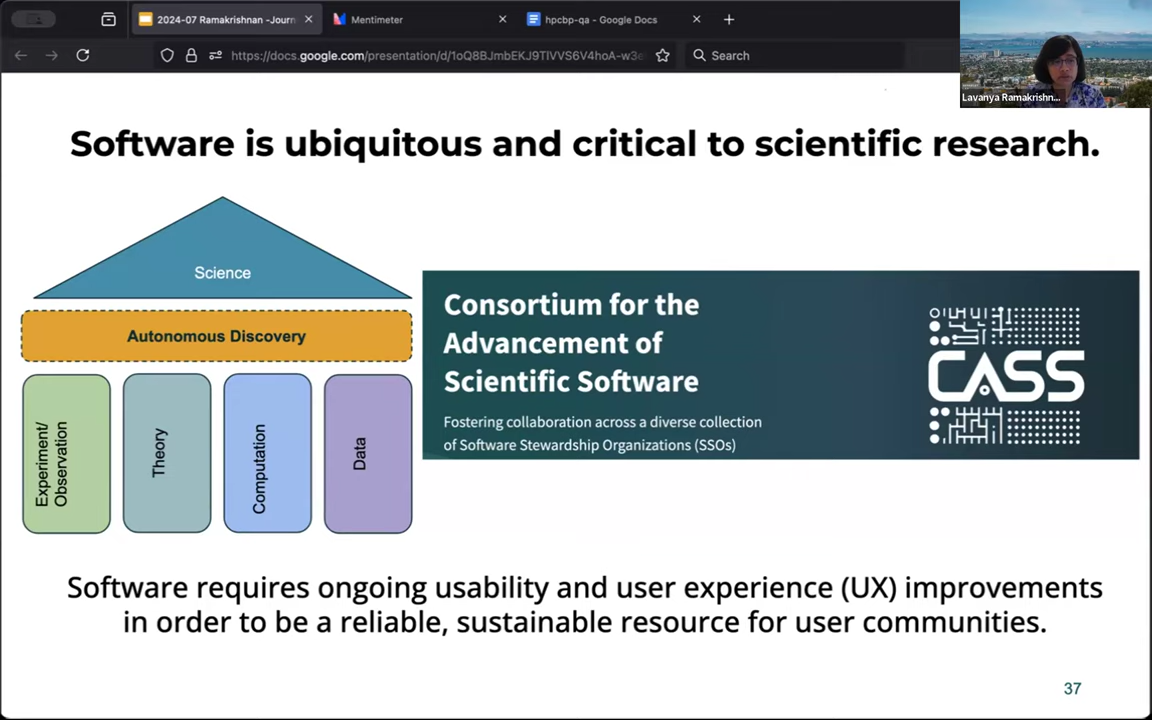 2024-07 Ramakrishnan -Journ
Mentimeter
hpcbp-qa - Google Docs
https://docs.google.com/presentation/d/1oQ8BJmbEKJ9TlVVS6V4hoA-w3e
Search
Lavanya Ramakrishn...
Software is ubiquitous and critical to scientific research.
Science
Autonomous Discovery
Experiment/
Observation
Theory
Computation
Data
Consortium for the
Advancement of
Scientific Software
Fostering collaboration across a diverse collection
of Software Stewardship Organizations (SSOs)
CASS
Software requires ongoing usability and user experience (UX) improvements
in order to be a reliable, sustainable resource for user communities.
37